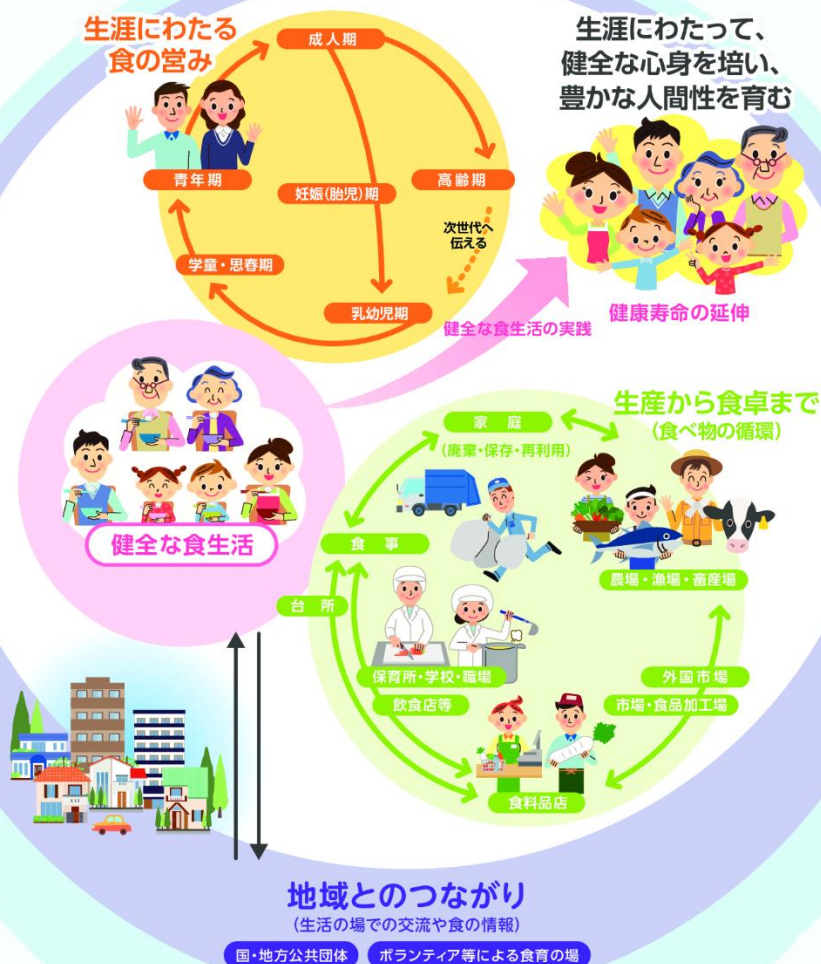 生涯にわたる
食の営み
成人期
青年期
妊娠(胎児)期
高齢期
次世代へ
伝える
学童・思春期
乳幼児期
生涯にわたって、
健全な心身を培い、
豊かな人間性を育む
健康寿命の延伸
健全な食生活の実践
健全な食生活
生産から食卓まで
(食べ物の循環)
家庭
(廃棄・保存・再利用)
食事
農場・漁場・畜産場
台所
保育所・学校・職場
飲食店等
外国市場
市場・食品加工場
食料品店
地域とのつながり
(生活の場での交流や食の情報)
国・地方公共団体
ボランティア等による食育の場